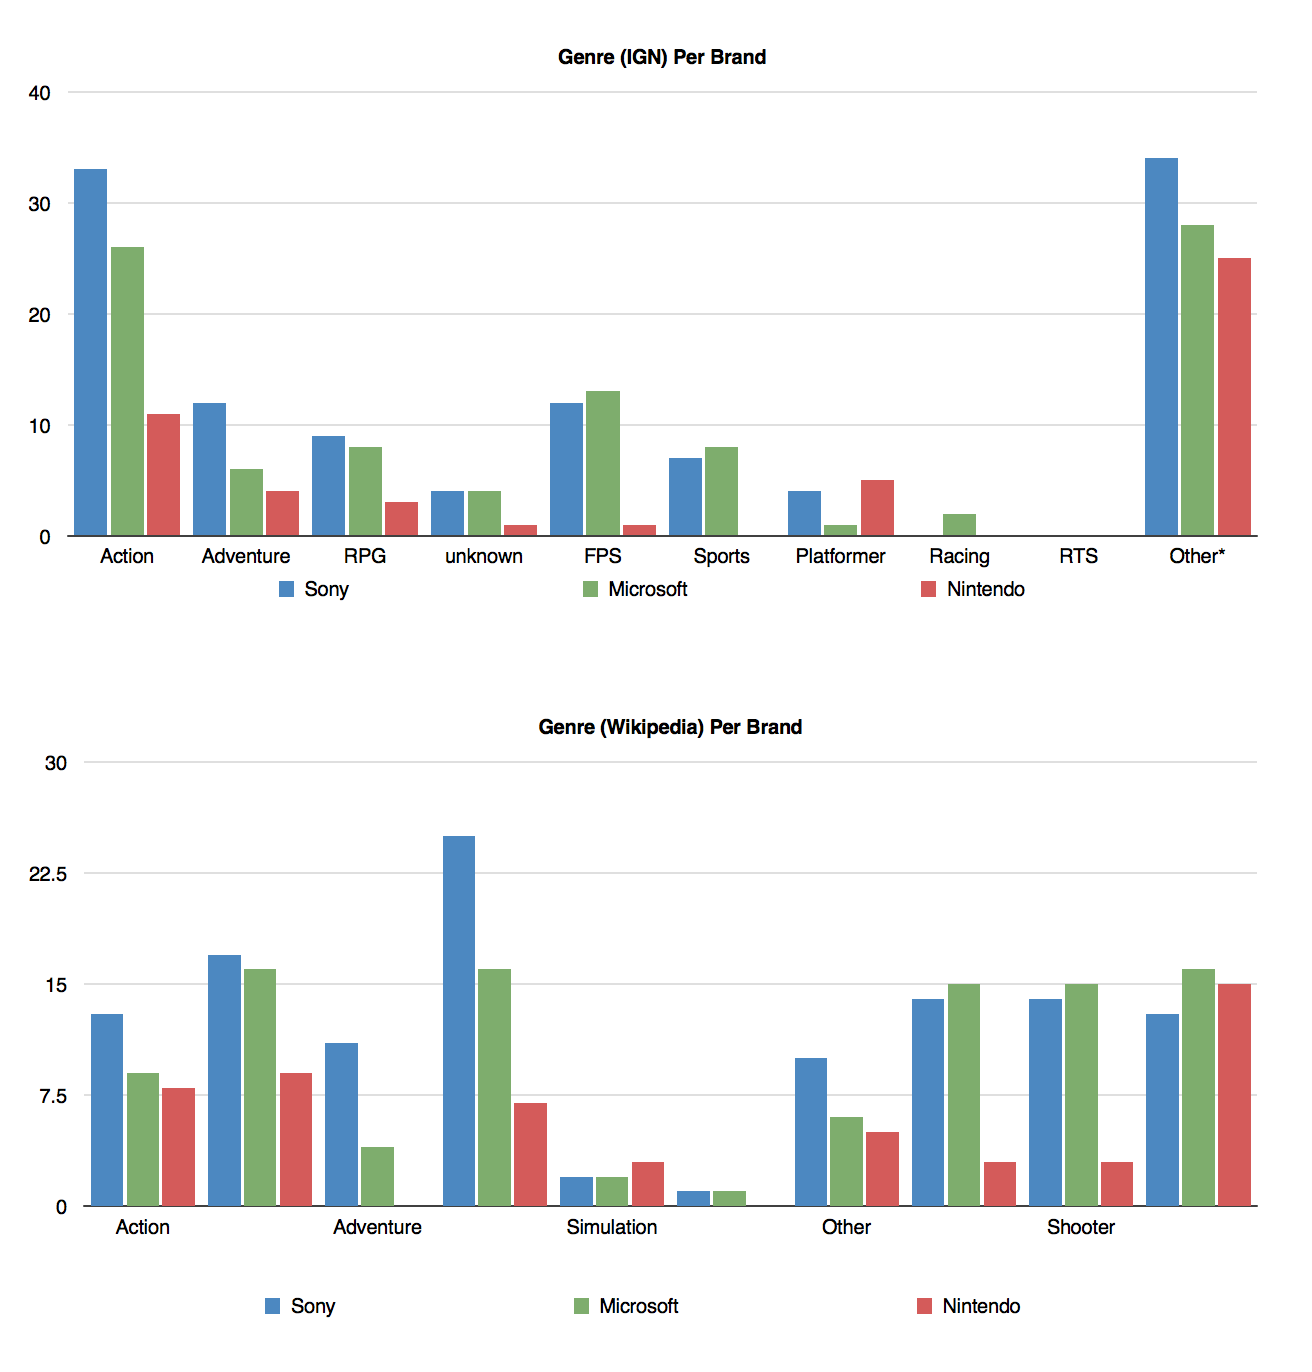 Genre (IGN) Per Brand
40
30
20
10
0
Action Adventure RPG unknown FPS Sports Platformer Racing RTS Other*
Sony Microsoft Nintendo
Genre (Wikipedia) Per Brand
30
22.5
15
7.5
0
Action Adventure Simulation Other Shooter
Sony Microsoft Nintendo